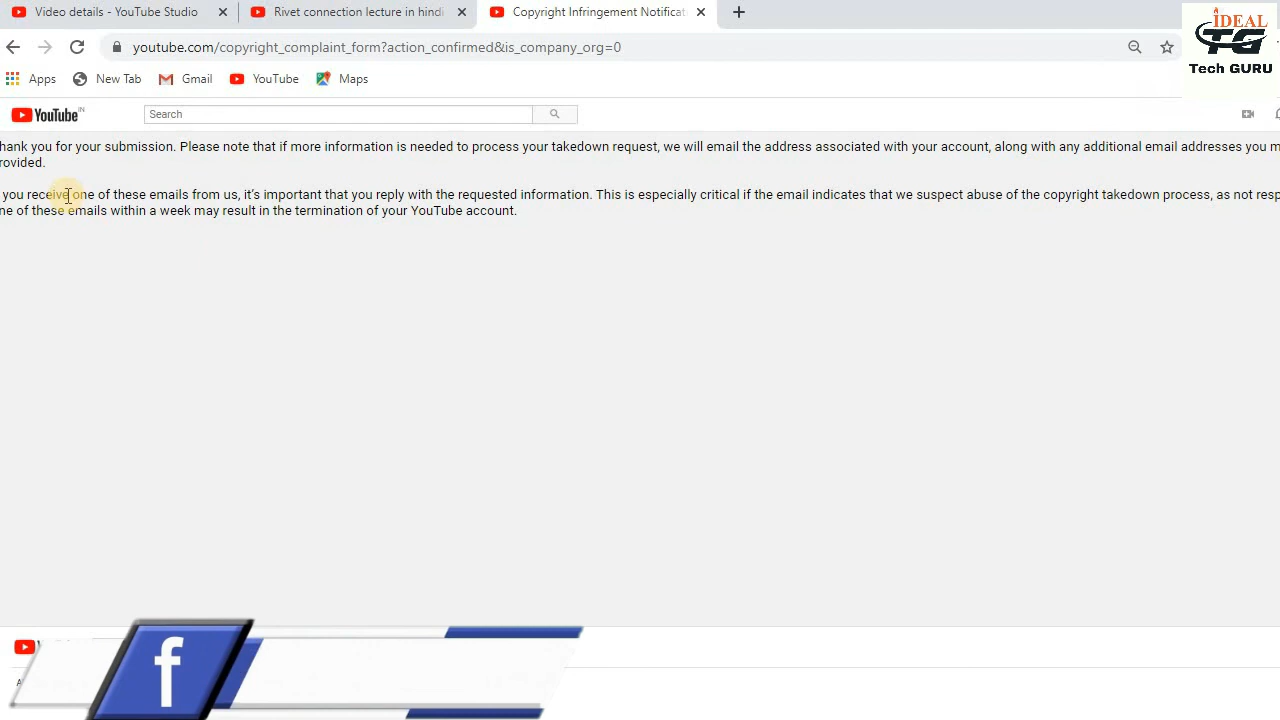 Video details - YouTube Studio
Rivet connection lecture in hindi
Copyright Infringement Notificat
iDEAL
TG
Tech GURU
youtube.com/copyright_complaint_form?action_confirmed&is_company_org=0
Apps
New Tab
Gmail
YouTube
Maps
YouTube IN
Search
hank you for your submission. Please note that if more information is needed to process your takedown request, we will email the address associated with your account, along with any additional email addresses you m
rovided.
you receive one of these emails from us, it's important that you reply with the requested information. This is especially critical if the email indicates that we suspect abuse of the copyright takedown process, as not resp
ne of these emails within a week may result in the termination of your YouTube account.
f